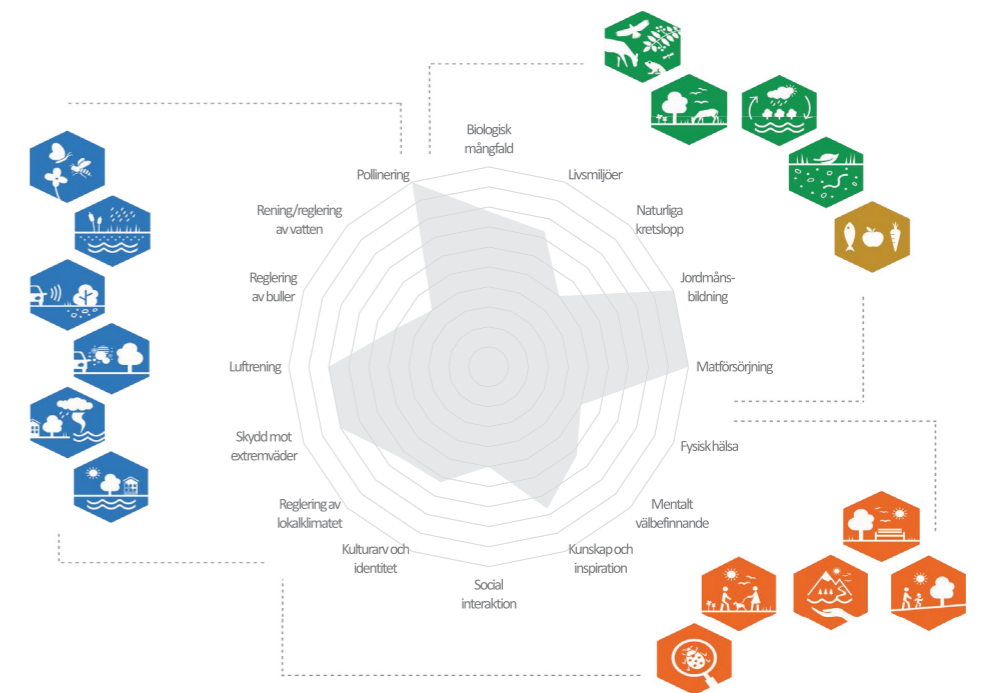 Biologisk
mångfald
Livsmiljöer
Naturliga
kretslopp
Jordmåns-
bildning
Matförsörjning
Fysisk hälsa
Mentalt
välbefinnande
Kunskap och
inspiration
Social
interaktion
Kulturarv och
identitet
Reglering av
lokalklimatet
Skydd mot
extremväder
Luftrening
Reglering
av buller
Rening/reglering
av vatten
Pollinering